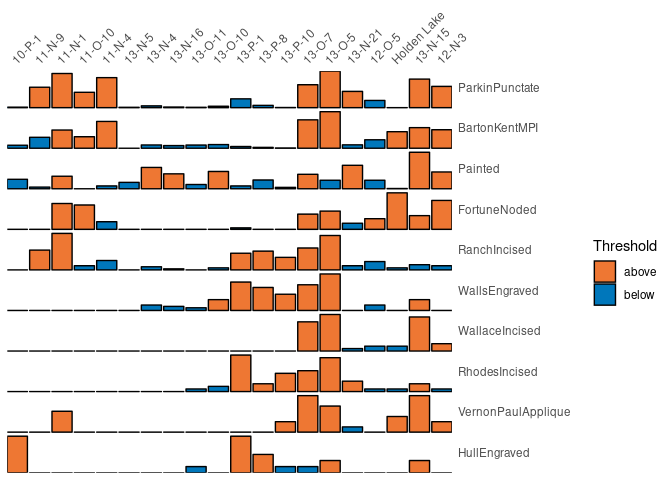 10-P-1
11-N-9
11-N-1
11-O-10
11-N-4
13-N-5
13-N-4
13-N-16
13-O-11
13-O-10
13-P-1
13-P-8
13-P-10
13-O-7
13-O-5
13-N-21
12-O-5
Holden Lake
13-N-15
12-N-3
ParkinPunctate
BartonKentMPI
Painted
FortuneNoded
RanchIncised
WallsEngraved
WallaceIncised
RhodesIncised
VernonPaulApplique
HullEngraved
Threshold
above
below